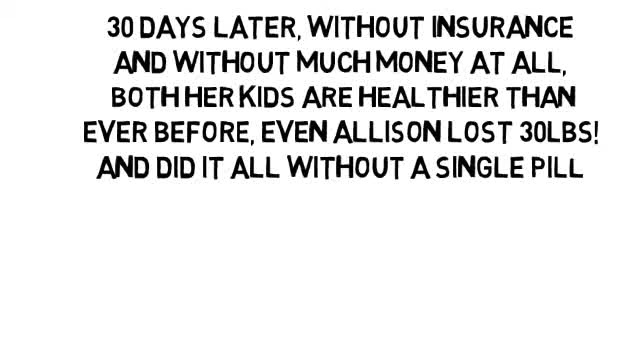 30 DAYS LATER, WITHOUT INSURANCE
AND WITHOUT MUCH MONEY AT ALL,
BOTH HER KIDS ARE HEALTHIER THAN
EVER BEFORE, EVEN ALLISON LOST 30LBS!
AND DID IT ALL WITHOUT A SINGLE PILL